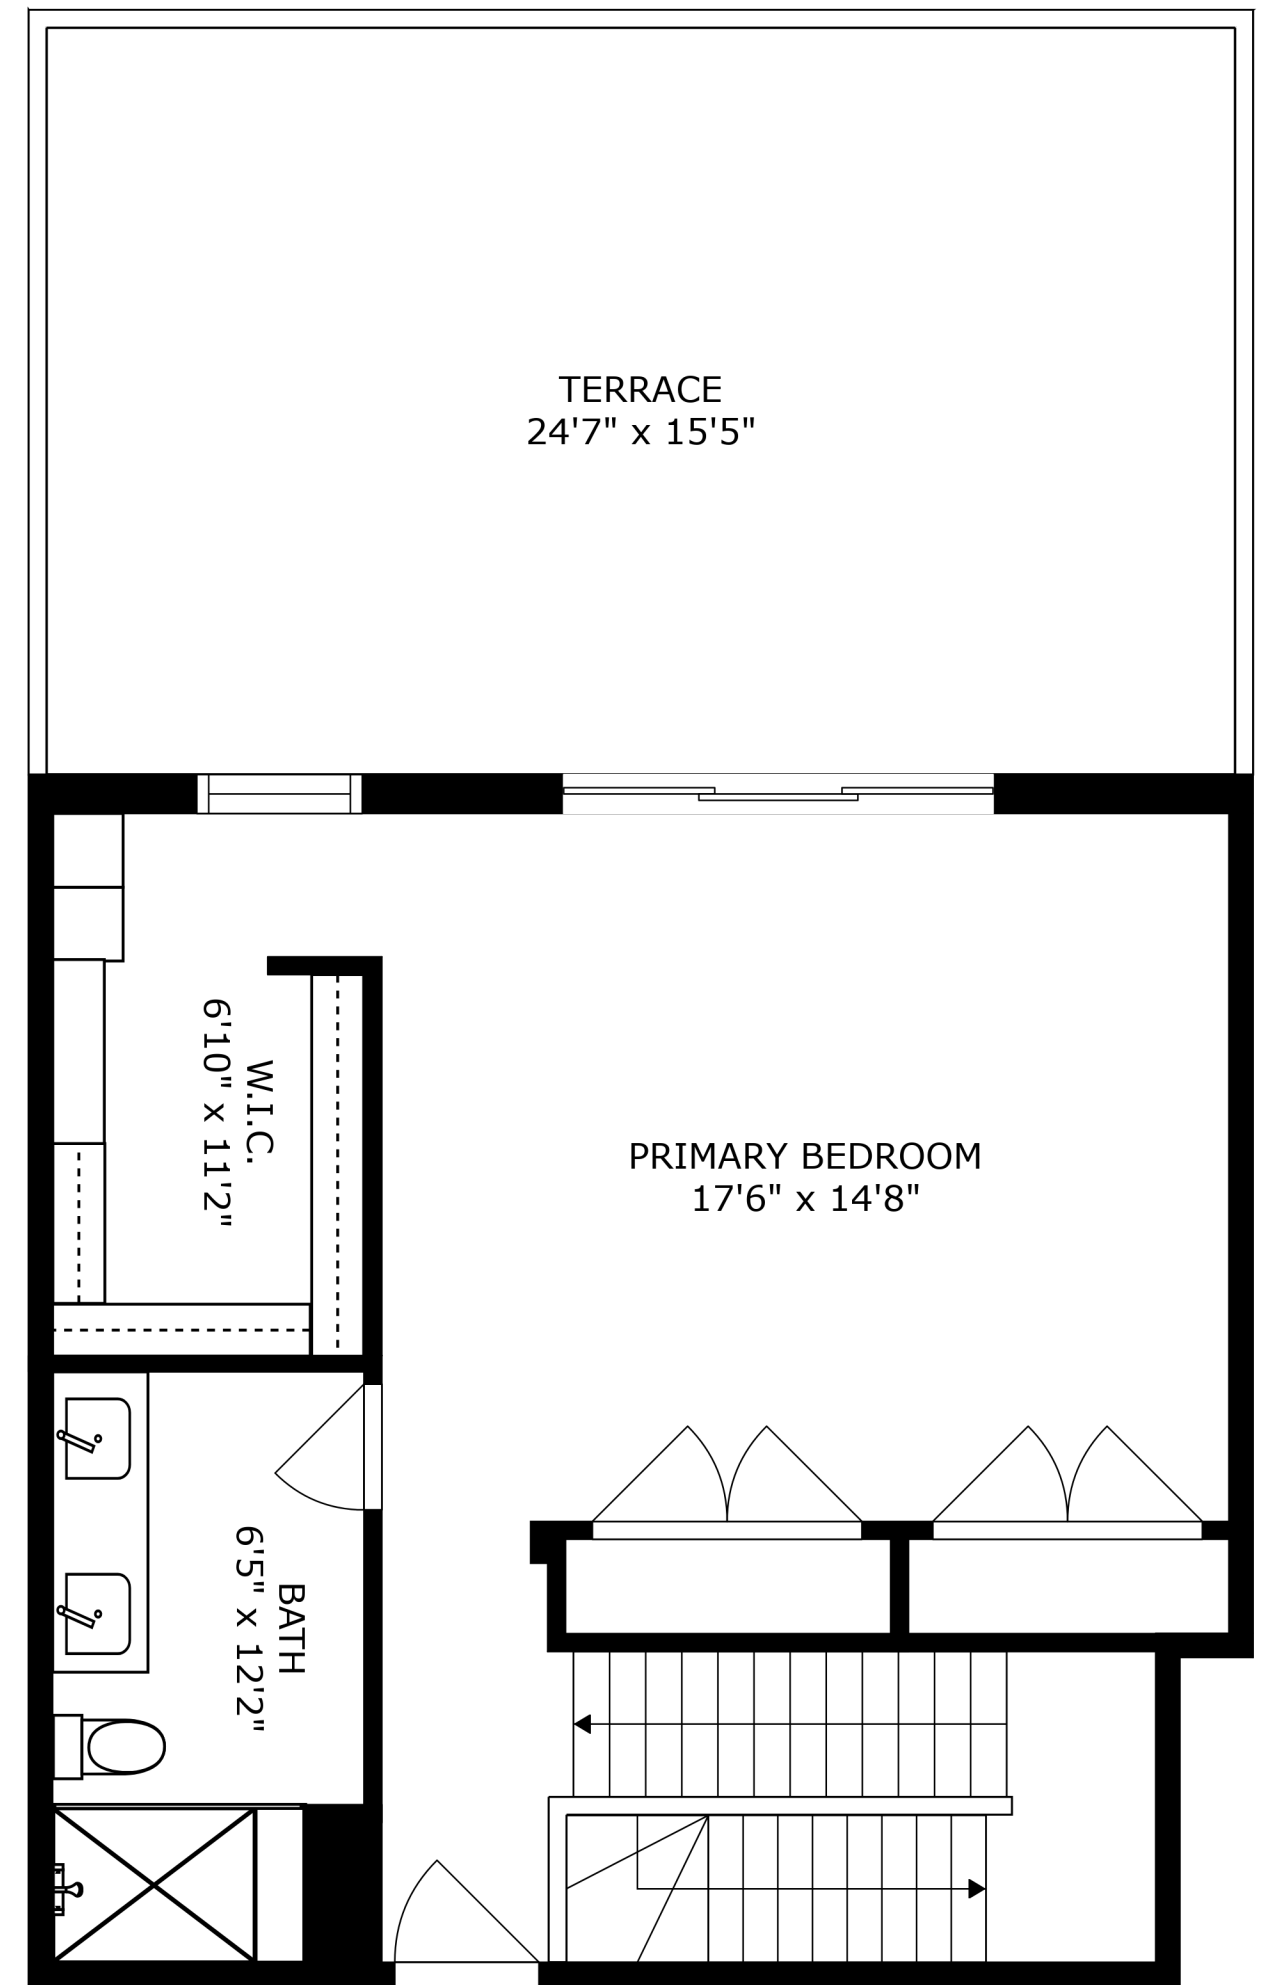 TERRACE
24'7" x 15'5"
W.I.C.
6'10" x 11'2"
PRIMARY BEDROOM
17'6" x 14'8"
BATH
6'5" x 12'2"